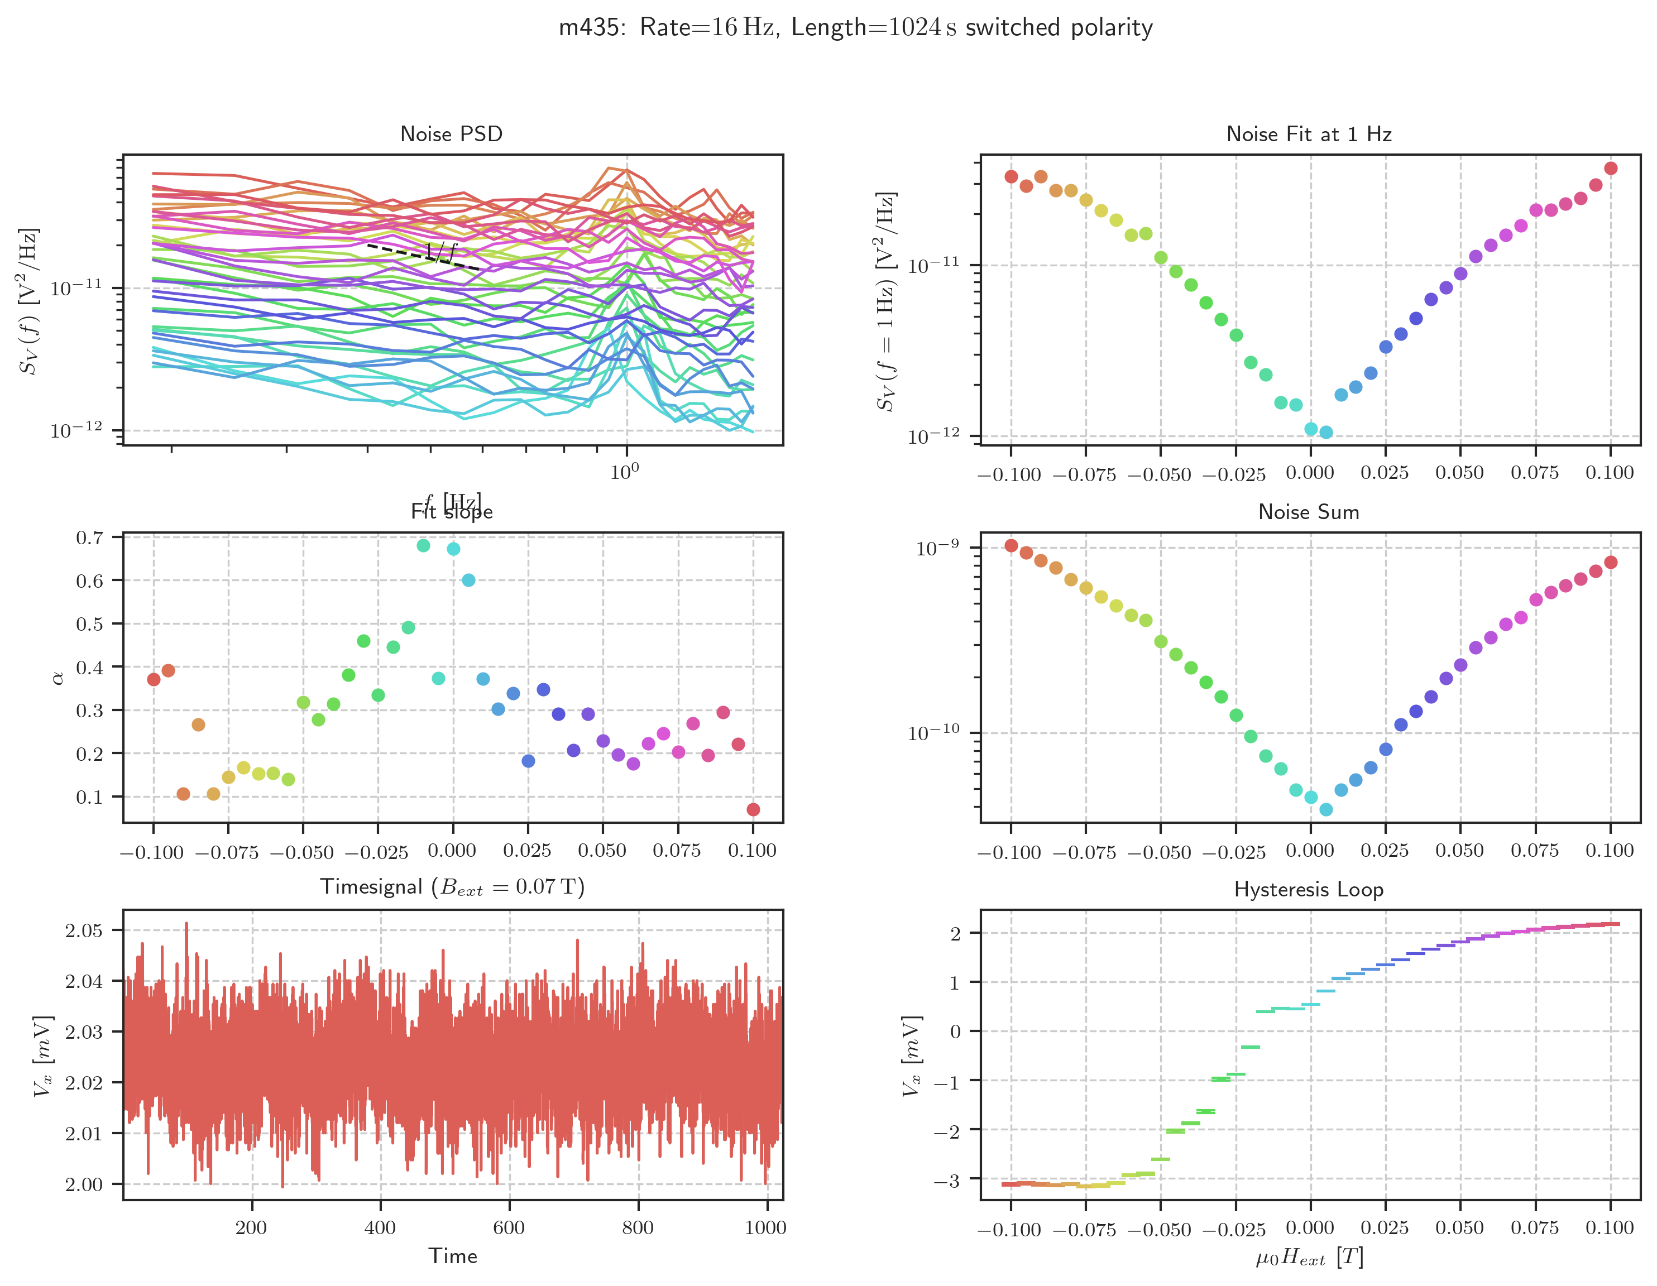 m435: Rate=16 Hz, Length=1024 s switched polarity
Noise PSD
S_V(f) [V²/Hz]
10⁻¹¹
10⁻¹²
1/f
10⁰
f [Hz]
Noise Fit at 1 Hz
S_V(f = 1 Hz) [V²/Hz]
10⁻¹¹
10⁻¹²
−0.100 −0.075 −0.050 −0.025 0.000 0.025 0.050 0.075 0.100
Fit slope
α
0.7
0.6
0.5
0.4
0.3
0.2
0.1
−0.100 −0.075 −0.050 −0.025 0.000 0.025 0.050 0.075 0.100
Noise Sum
10⁻⁹
10⁻¹⁰
−0.100 −0.075 −0.050 −0.025 0.000 0.025 0.050 0.075 0.100
Timesignal (B_ext = 0.07 T)
V_x [mV]
2.05
2.04
2.03
2.02
2.01
2.00
200 400 600 800 1000
Time
Hysteresis Loop
V_x [mV]
2
1
0
−1
−2
−3
−0.100 −0.075 −0.050 −0.025 0.000 0.025 0.050 0.075 0.100
μ₀H_ext [T]